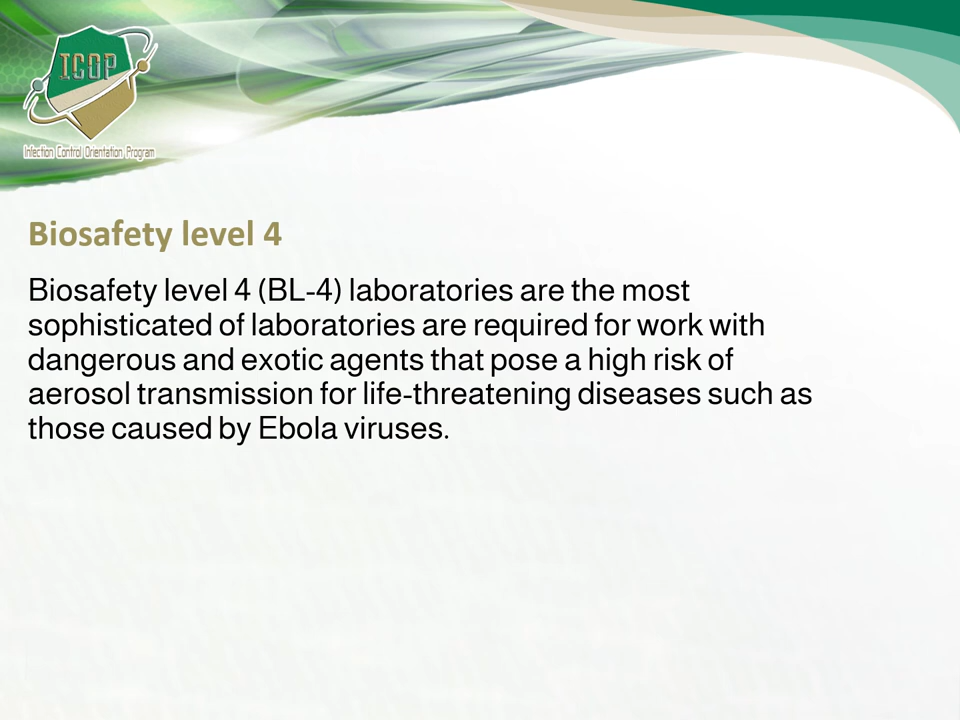 ICOP
Infection Control Orientation Program
Biosafety level 4
Biosafety level 4 (BL-4) laboratories are the most
sophisticated of laboratories are required for work with
dangerous and exotic agents that pose a high risk of
aerosol transmission for life-threatening diseases such as
those caused by Ebola viruses.